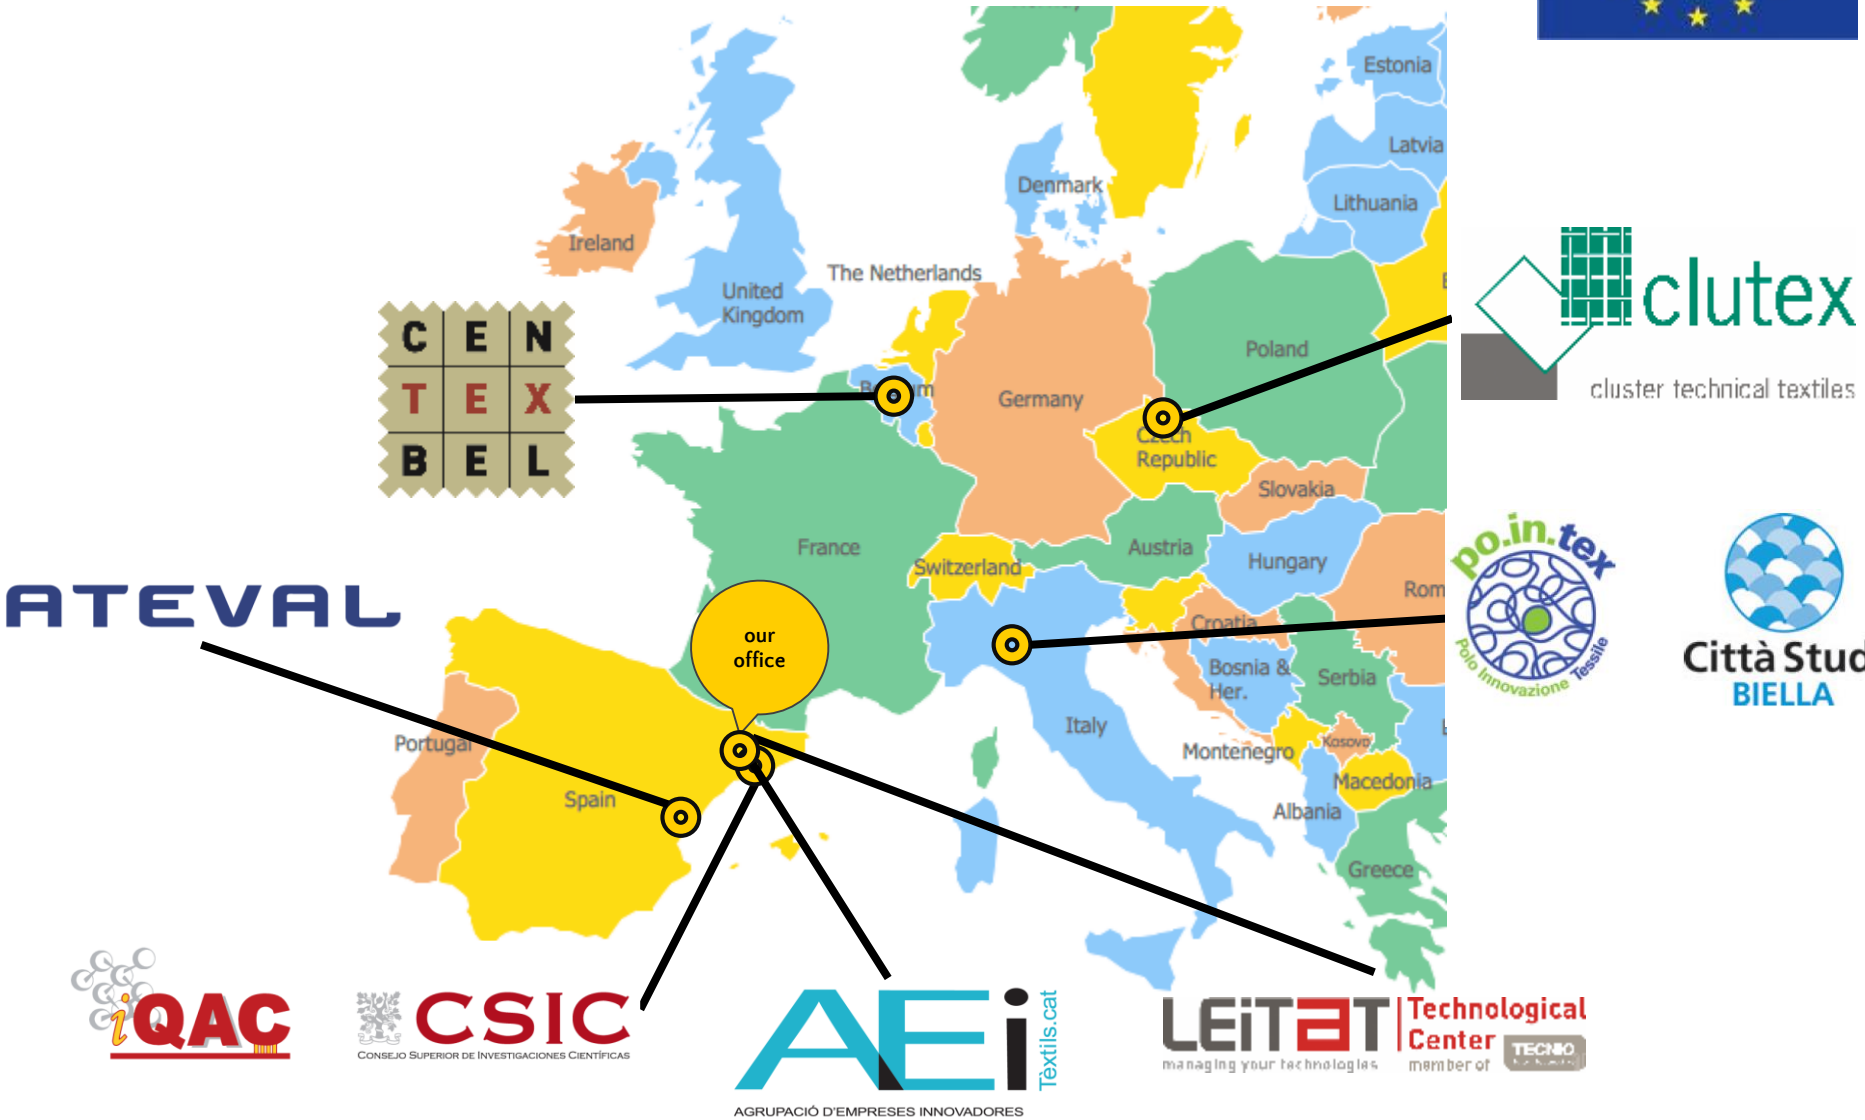 Estonia
Latvia
Lithuania
Denmark
Ireland
The Netherlands
United
Kingdom
Poland
Germany
Czech
Republic
Slovakia
France
Switzerland
Austria
Hungary
Croatia
Bosnia &
Her.
Serbia
Italy
Montenegro
Kosovo
Macedonia
Albania
Greece
Portugal
Spain
our
office
C E N
T E X
B E L
clutex
cluster technical textiles
po.in.tex
Polo Innovazione Tessile
Città Stud
BIELLA
ATEVAL
iQAC
CSIC
CONSEJO SUPERIOR DE INVESTIGACIONES CIENTÍFICAS
AEi
Tèxtils.cat
AGRUPACIÓ D'EMPRESES INNOVADORES
LEiTAT
managing your technologies
Technological
Center
member of
TECNIO